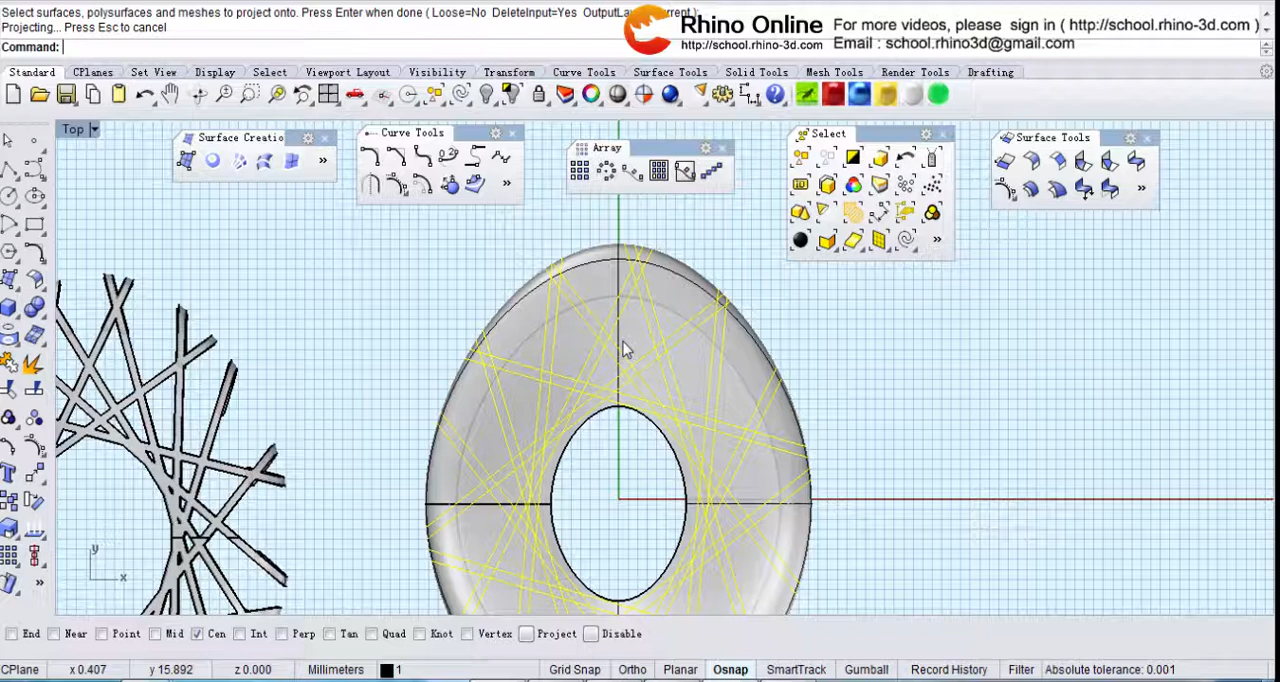 Select surfaces, polysurfaces and meshes to project onto. Press Enter when done ( Loose=No DeleteInput=Yes OutputLa
Projecting... Press Esc to cancel
Command:
Rhino Online
http://school.rhino-3d.com
For more videos, please sign in ( http://school.rhino-3d.com )
Email : school.rhino3d@gmail.com
Standard CPlanes Set View Display Select Viewport Layout Visibility Transform Curve Tools Surface Tools Solid Tools Mesh Tools Render Tools Drafting
Top
Surface Creatio
Curve Tools
Array
Select
Surface Tools
y
x
End Near Point Mid Cen Int Perp Tan Quad Knot Vertex Project Disable
CPlane x 0.407 y 15.892 z 0.000 Millimeters 1 Grid Snap Ortho Planar Osnap SmartTrack Gumball Record History Filter Absolute tolerance: 0.001